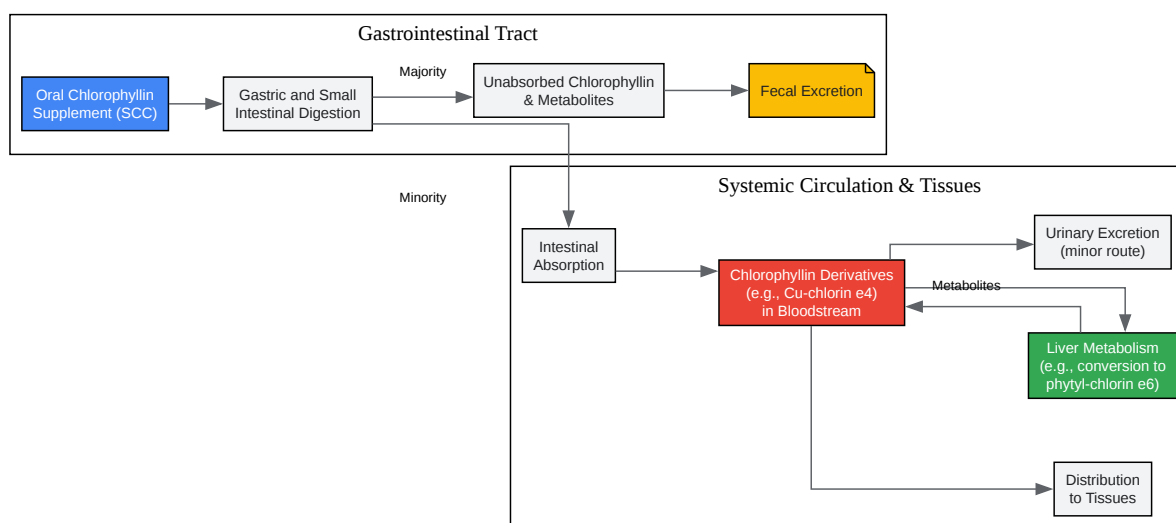 Gastrointestinal Tract
Oral Chlorophyllin
Supplement (SCC)
Gastric and Small
Intestinal Digestion
Majority
Unabsorbed Chlorophyllin
& Metabolites
Fecal Excretion
Minority
Systemic Circulation & Tissues
Intestinal
Absorption
Chlorophyllin Derivatives
(e.g., Cu-chlorin e4)
in Bloodstream
Urinary Excretion
(minor route)
Metabolites
Liver Metabolism
(e.g., conversion to
phytyl-chlorin e6)
Distribution
to Tissues